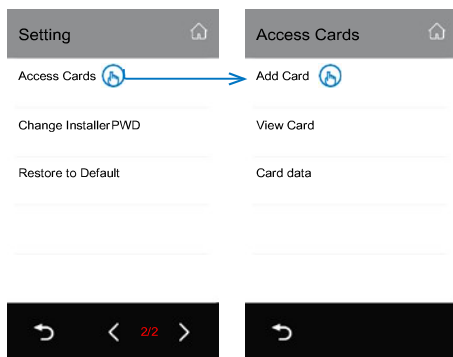 Setting
Access Cards
Change InstallerPWD
Restore to Default
2/2
Access Cards
Add Card
View Card
Card data